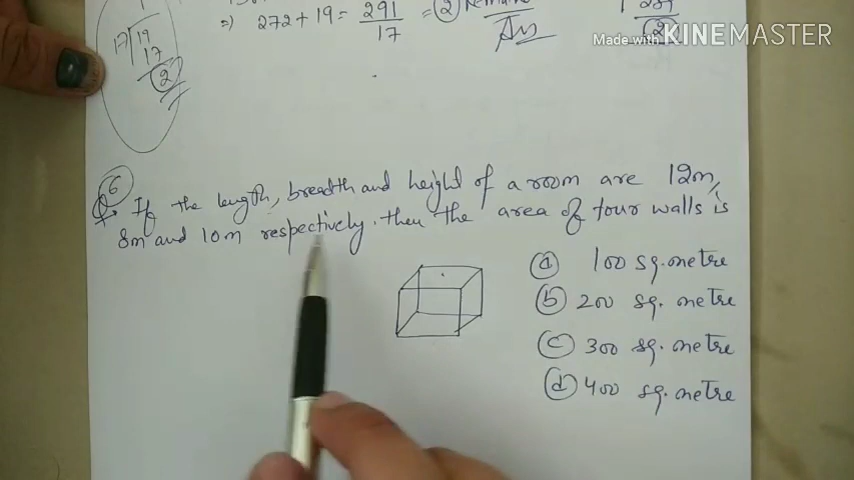 17 19
17
2
⇒ 272 + 19 = 291 / 17 = 2
Ans
2
Made with KINEMASTER
Q6 If the length, breadth and height of a room are 12m,
8m and 10m respectively. then the area of four walls is
(a) 100 sq. metre
(b) 200 sq. metre
(c) 300 sq. metre
(d) 400 sq. metre